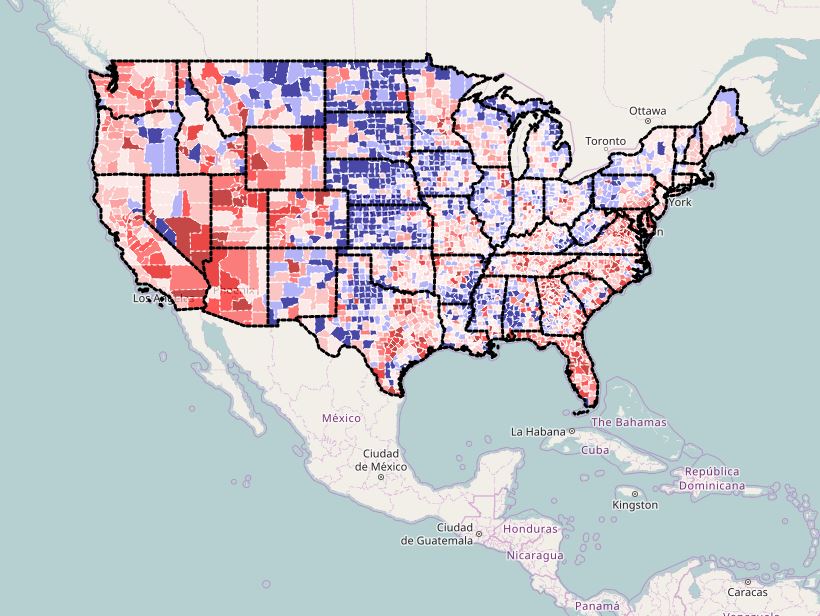 Ottawa
Toronto
York
Los A
México
La Habana
The Bahamas
Cuba
Ciudad
de México
República
Dominicana
Kingston
Ciudad
de Guatemala
Honduras
Nicaragua
Caracas
Panamá